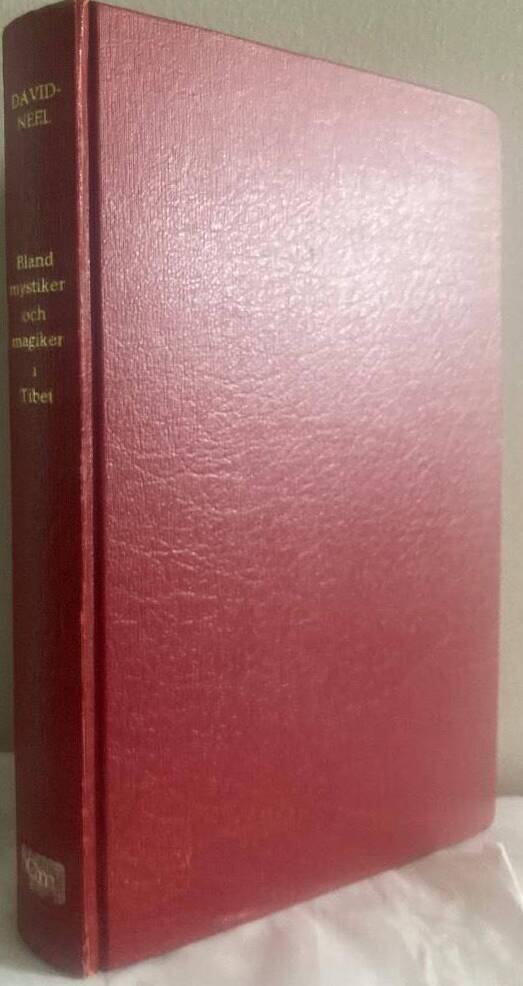 DAVID-
NEEL
Bland
mystiker
och
magiker
i
Tibet